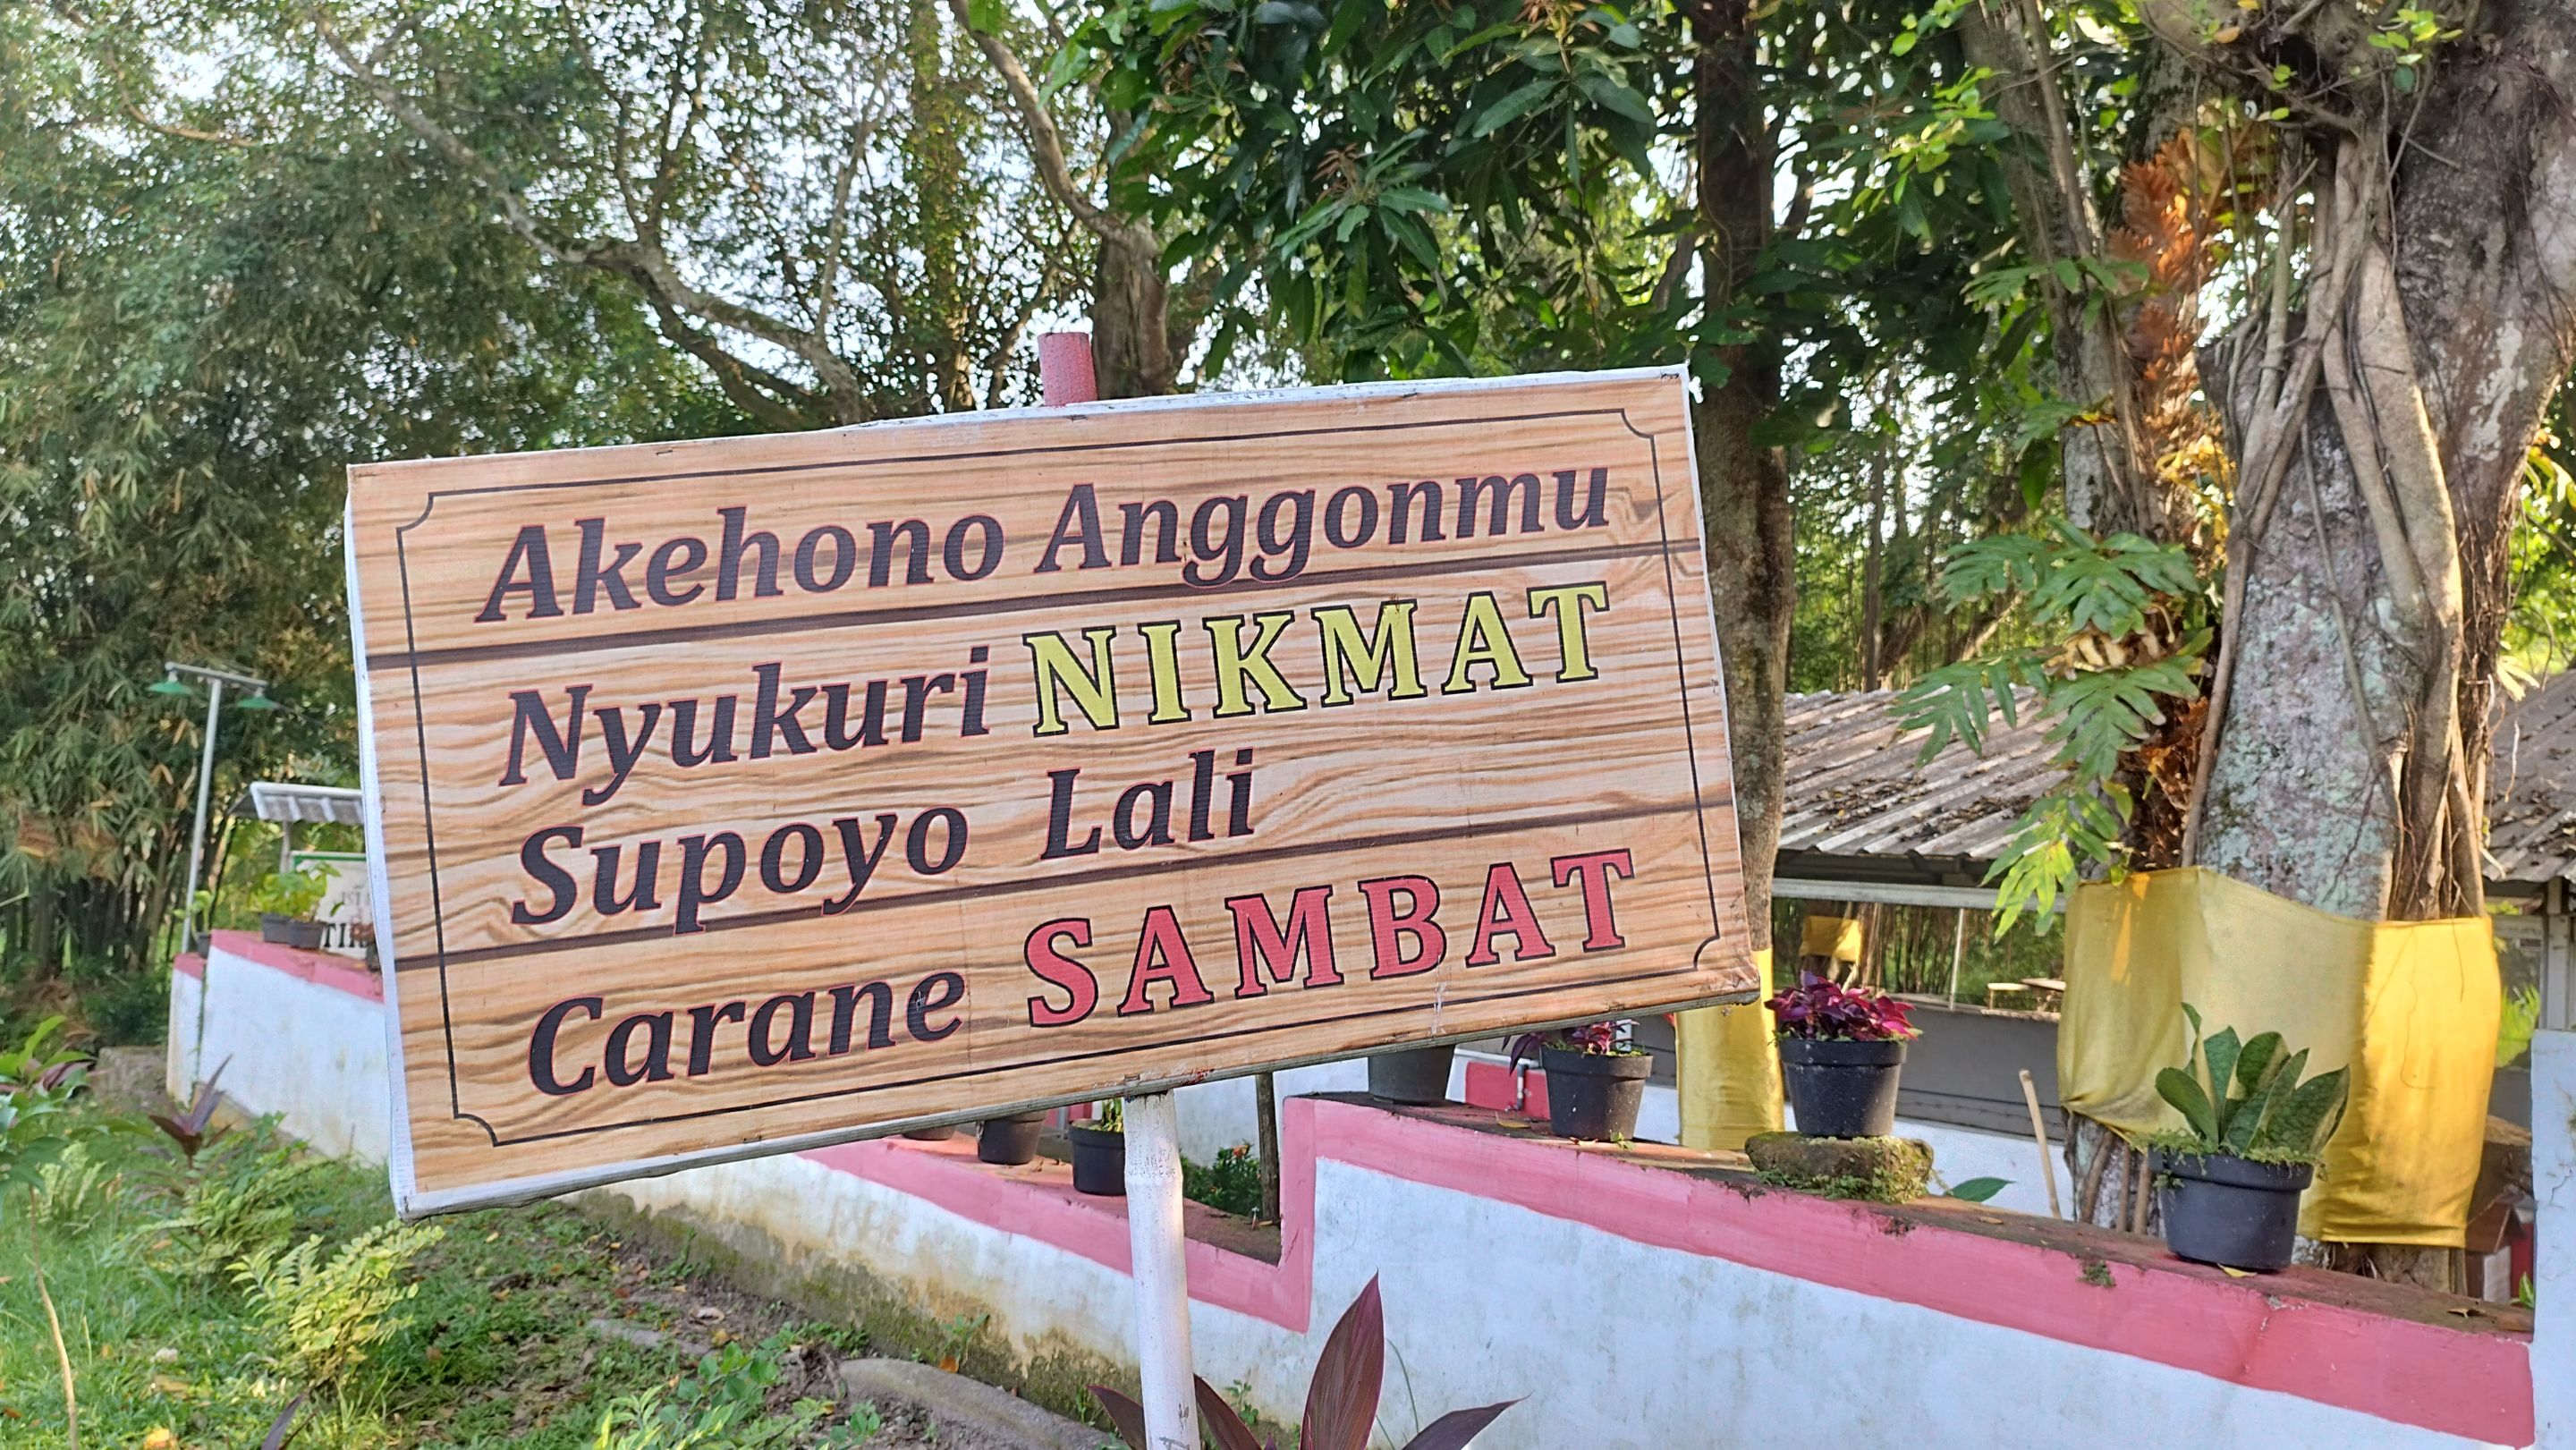 Akehono Anggonmu
Nyukuri NIKMAT
Supoyo Lali
Carane SAMBAT